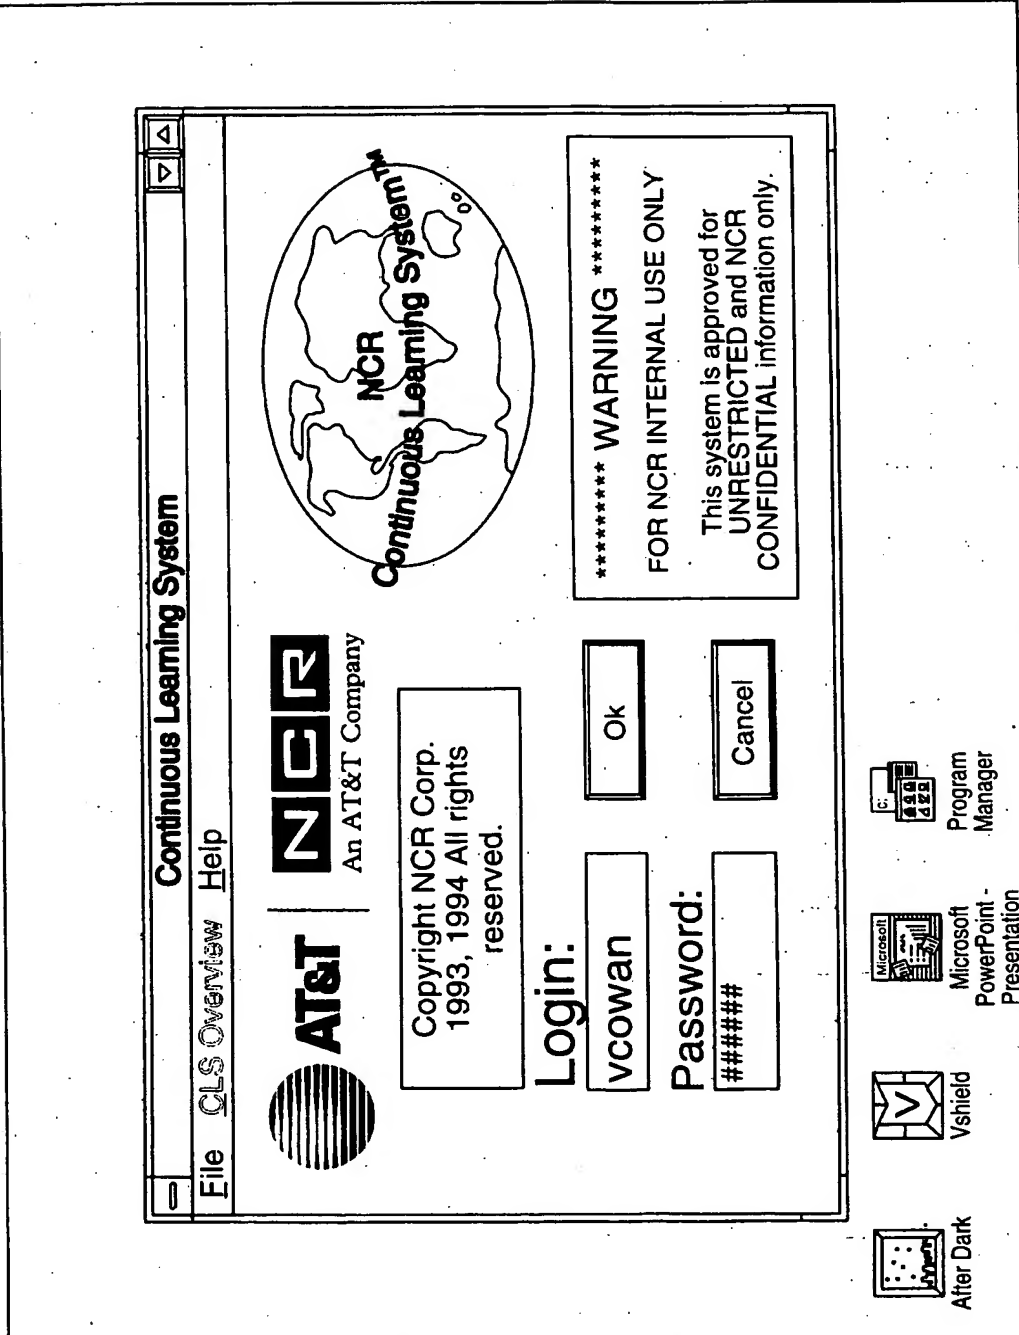 Continuous Learning System
File CLS Overview Help
AT&T
NCR
An AT&T Company
NCR
Continuous Learning System™
Copyright NCR Corp.
1993, 1994 All rights
reserved.
Login:
vcowan
Ok
Password:
######
Cancel
********* WARNING *********
FOR NCR INTERNAL USE ONLY
This system is approved for
UNRESTRICTED and NCR
CONFIDENTIAL information only.
After Dark
Vshield
V
Microsoft
Microsoft
PowerPoint -
Presentation
C:
Program
Manager